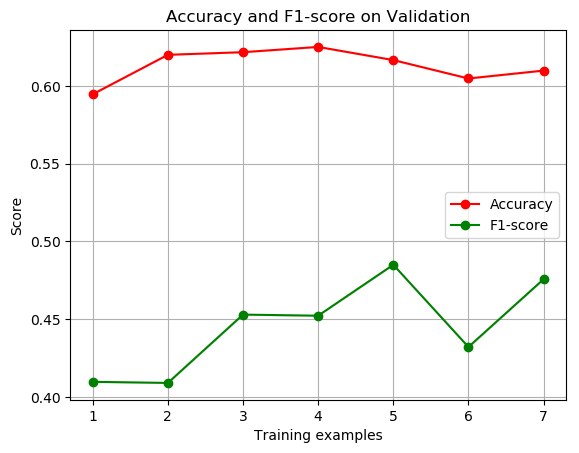 Accuracy and F1-score on Validation
0.60
0.55
0.50
0.45
0.40
Score
Accuracy
F1-score
1 2 3 4 5 6 7
Training examples